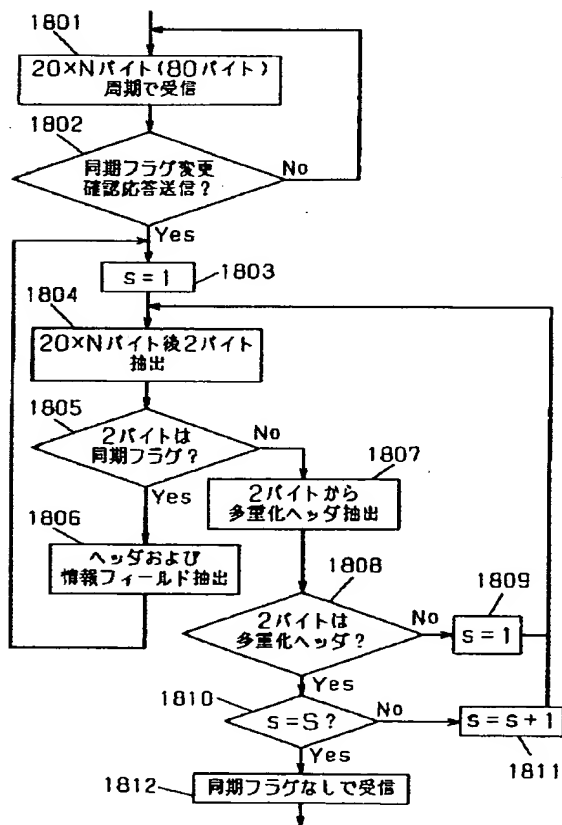 1801
20×Nバイト(80バイト)
周期で受信
1802
同期フラグ変更
確認応答送信?
No
Yes
s=1
1803
1804
20×Nバイト後2バイト
抽出
1805
2バイトは
同期フラグ?
No
Yes
1806
ヘッダおよび
情報フィールド抽出
1807
2バイトから
多重化ヘッダ抽出
1808
2バイトは
多重化ヘッダ?
No
1809
s=1
Yes
1810
s=S?
No
s=s+1
1811
Yes
1812
同期フラグなしで受信